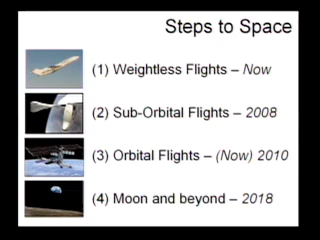 Steps to Space
(1) Weightless Flights – Now
(2) Sub-Orbital Flights – 2008
(3) Orbital Flights – (Now) 2010
(4) Moon and beyond – 2018